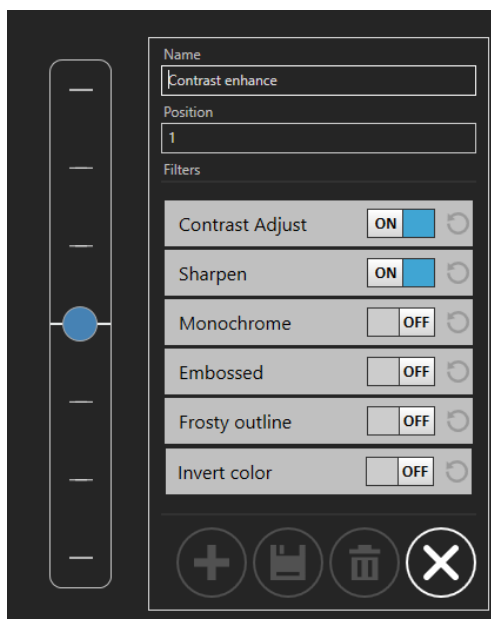 Name
Contrast enhance
Position
1
Filters
Contrast Adjust ON
Sharpen ON
Monochrome OFF
Embossed OFF
Frosty outline OFF
Invert color OFF